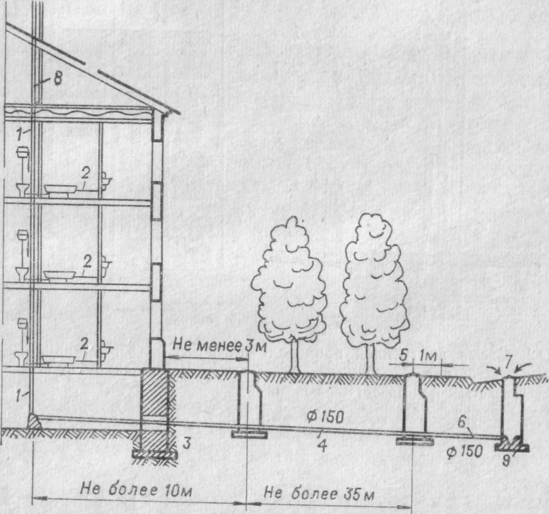 8
1
2
2
2
Не менее 3м
5
1м
7
1
ϕ 150
6
3
4
ϕ 150
9
Не более 10м
Не более 35м